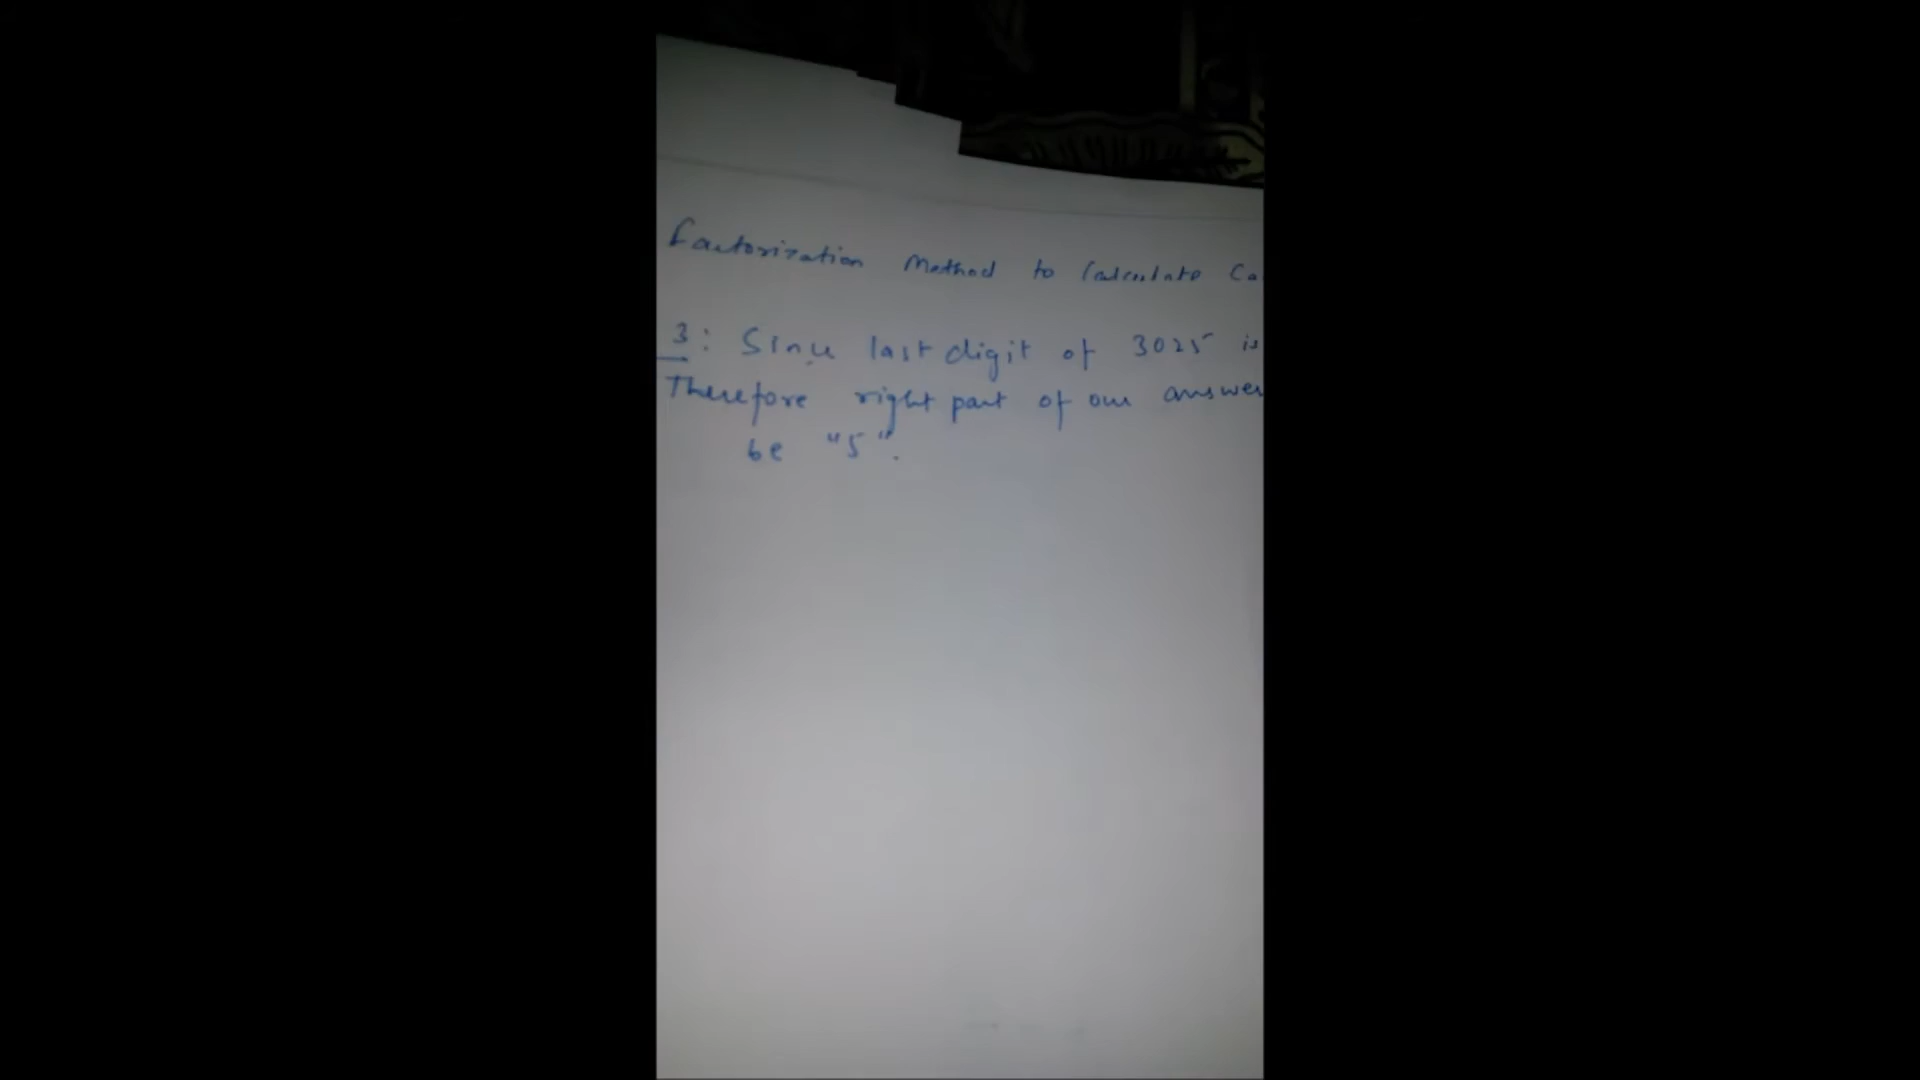 Factorization Method to Calculate Ca
3: Since last digit of 3025 is
Therefore right part of our answer
be "5".